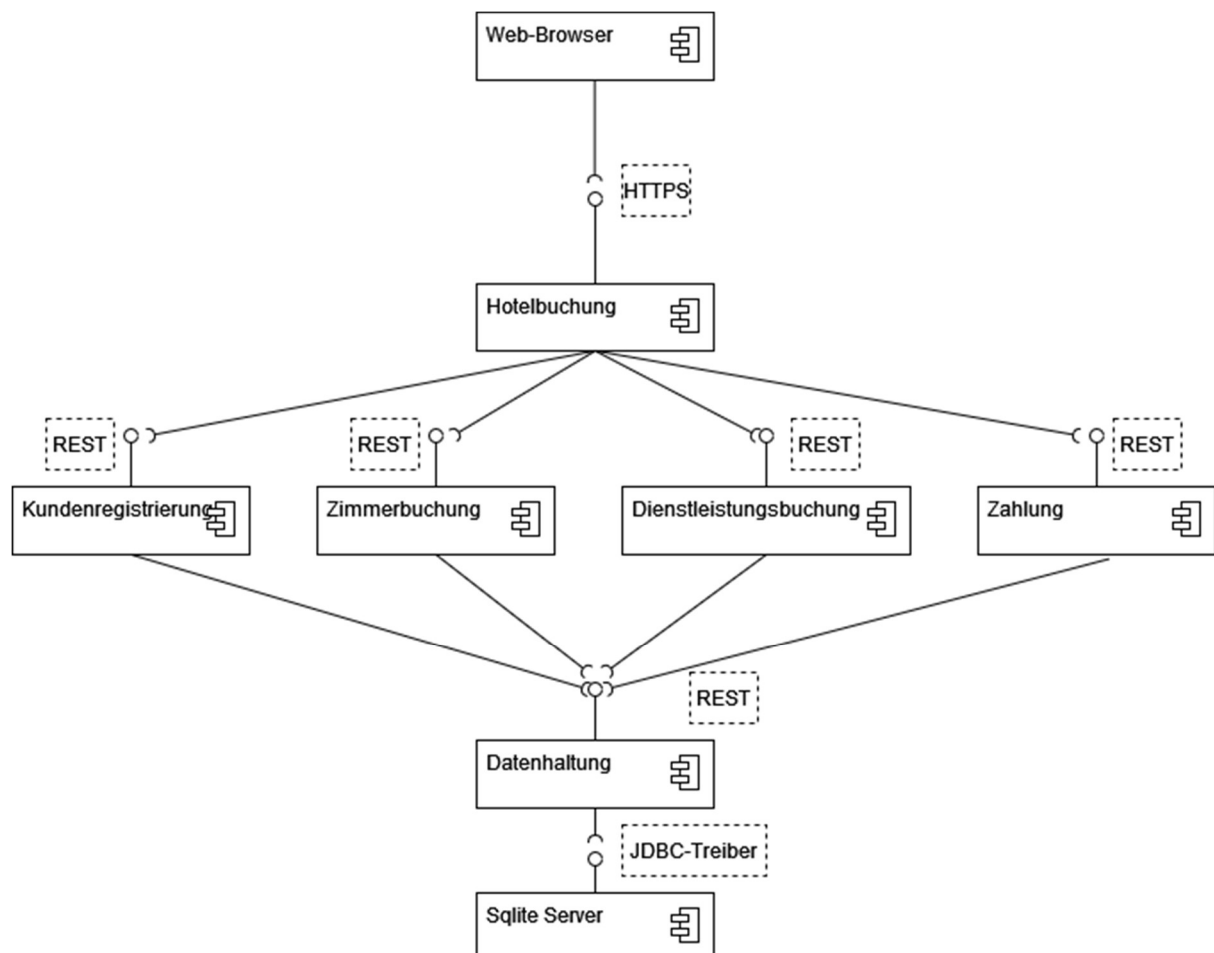 Web-Browser
HTTPS
Hotelbuchung
REST
REST
REST
REST
Kundenregistrierung
Zimmerbuchung
Dienstleistungsbuchung
Zahlung
REST
Datenhaltung
JDBC-Treiber
Sqlite Server